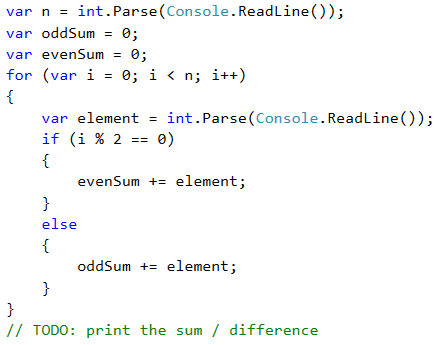 var n = int.Parse(Console.ReadLine());
var oddSum = 0;
var evenSum = 0;
for (var i = 0; i < n; i++)
{
    var element = int.Parse(Console.ReadLine());
    if (i % 2 == 0)
    {
        evenSum += element;
    }
    else
    {
        oddSum += element;
    }
}
// TODO: print the sum / difference